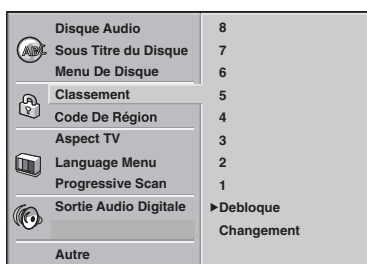 Disque Audio 8
ABC Sous Titre du Disque 7
Menu De Disque 6
Classement 5
Code De Région 4
Aspect TV 3
Language Menu 2
Progressive Scan 1
Sortie Audio Digitale ▶Debloque
Changement
Autre